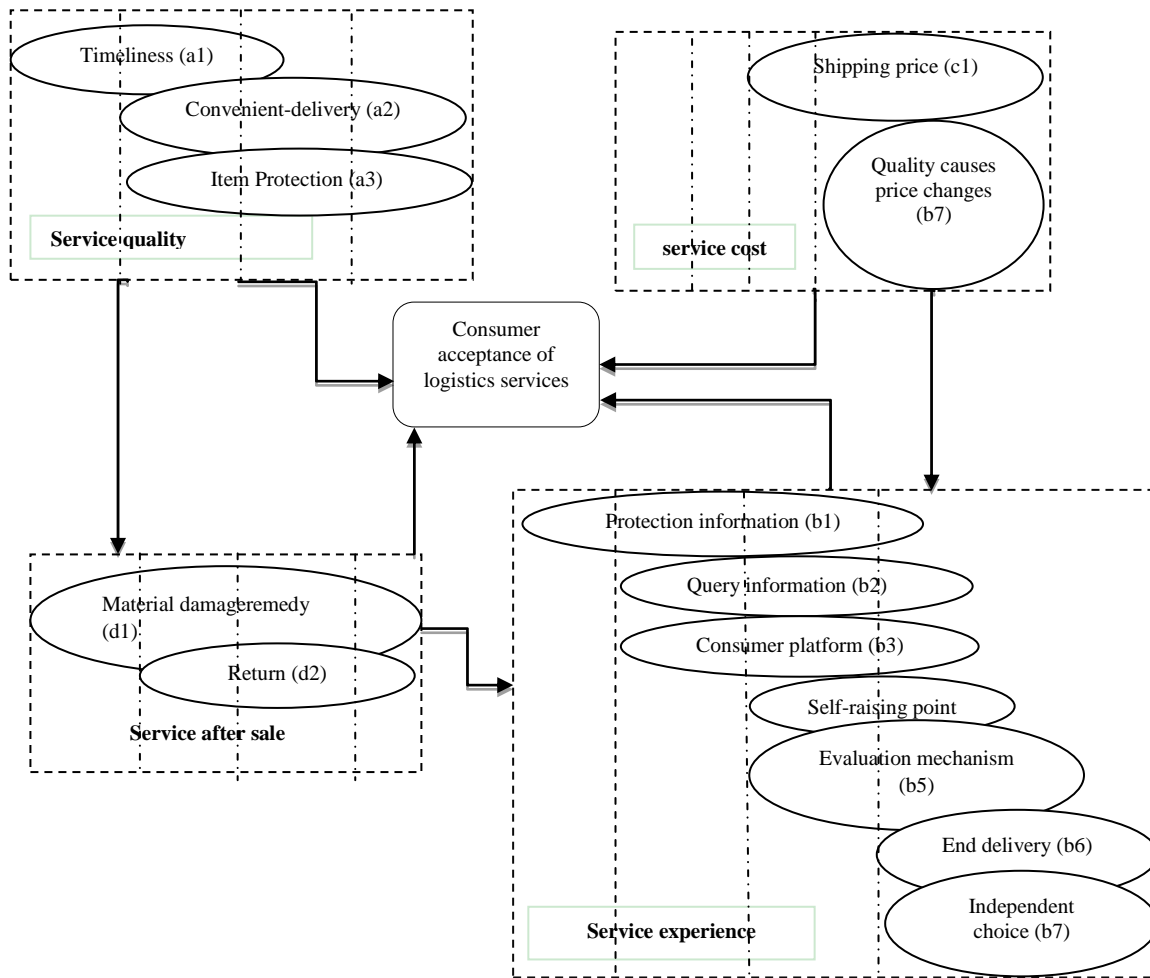 Timeliness (a1)
Convenient-delivery (a2)
Item Protection (a3)
Service quality
Shipping price (c1)
Quality causes
price changes
(b7)
service cost
Consumer
acceptance of
logistics services
Material damageremedy
(d1)
Return (d2)
Service after sale
Protection information (b1)
Query information (b2)
Consumer platform (b3)
Self-raising point
Evaluation mechanism
(b5)
End delivery (b6)
Independent
choice (b7)
Service experience